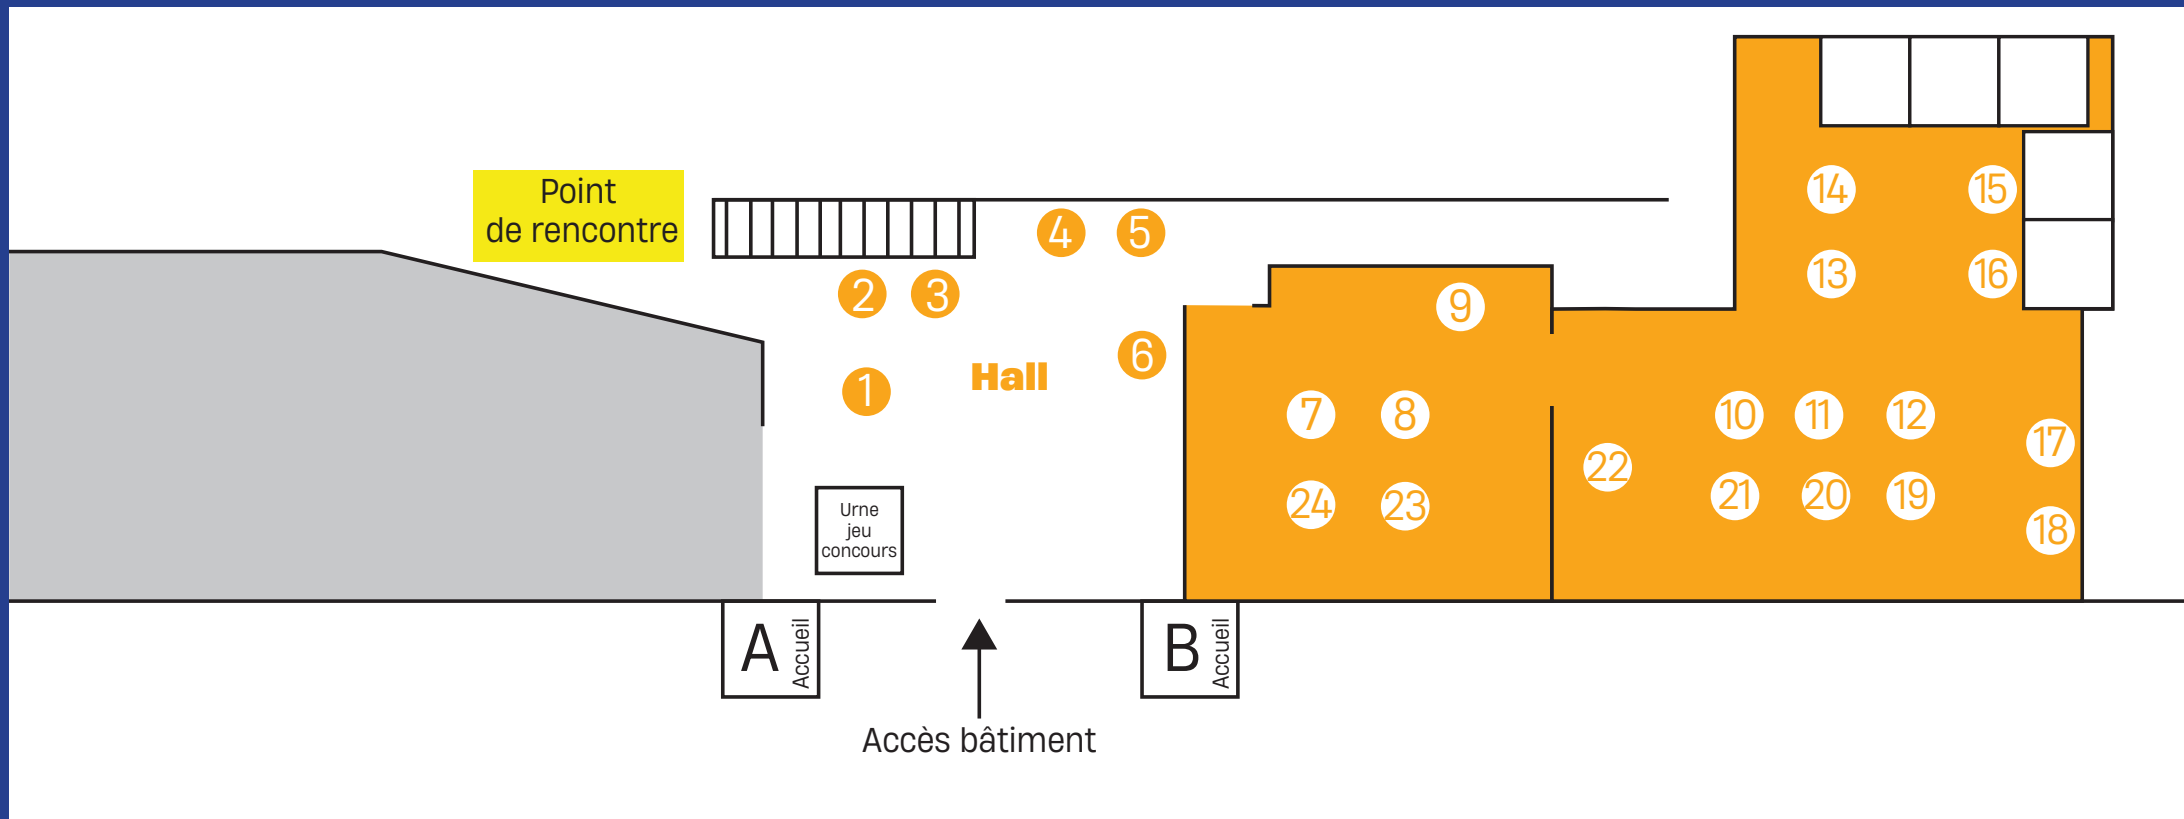 Point
de rencontre
14
15
4
5
13
16
2
3
9
6
Hall
1
7
8
10
11
12
17
22
24
23
21
20
19
18
Urne
jeu
concours
A
Accueil
B
Accueil
Accès bâtiment